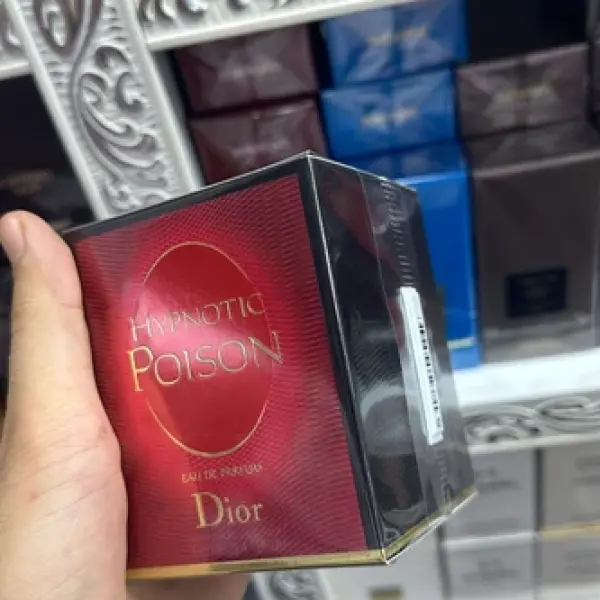 HYPNOTIC
POISON
EAU DE PARFUM
Dior